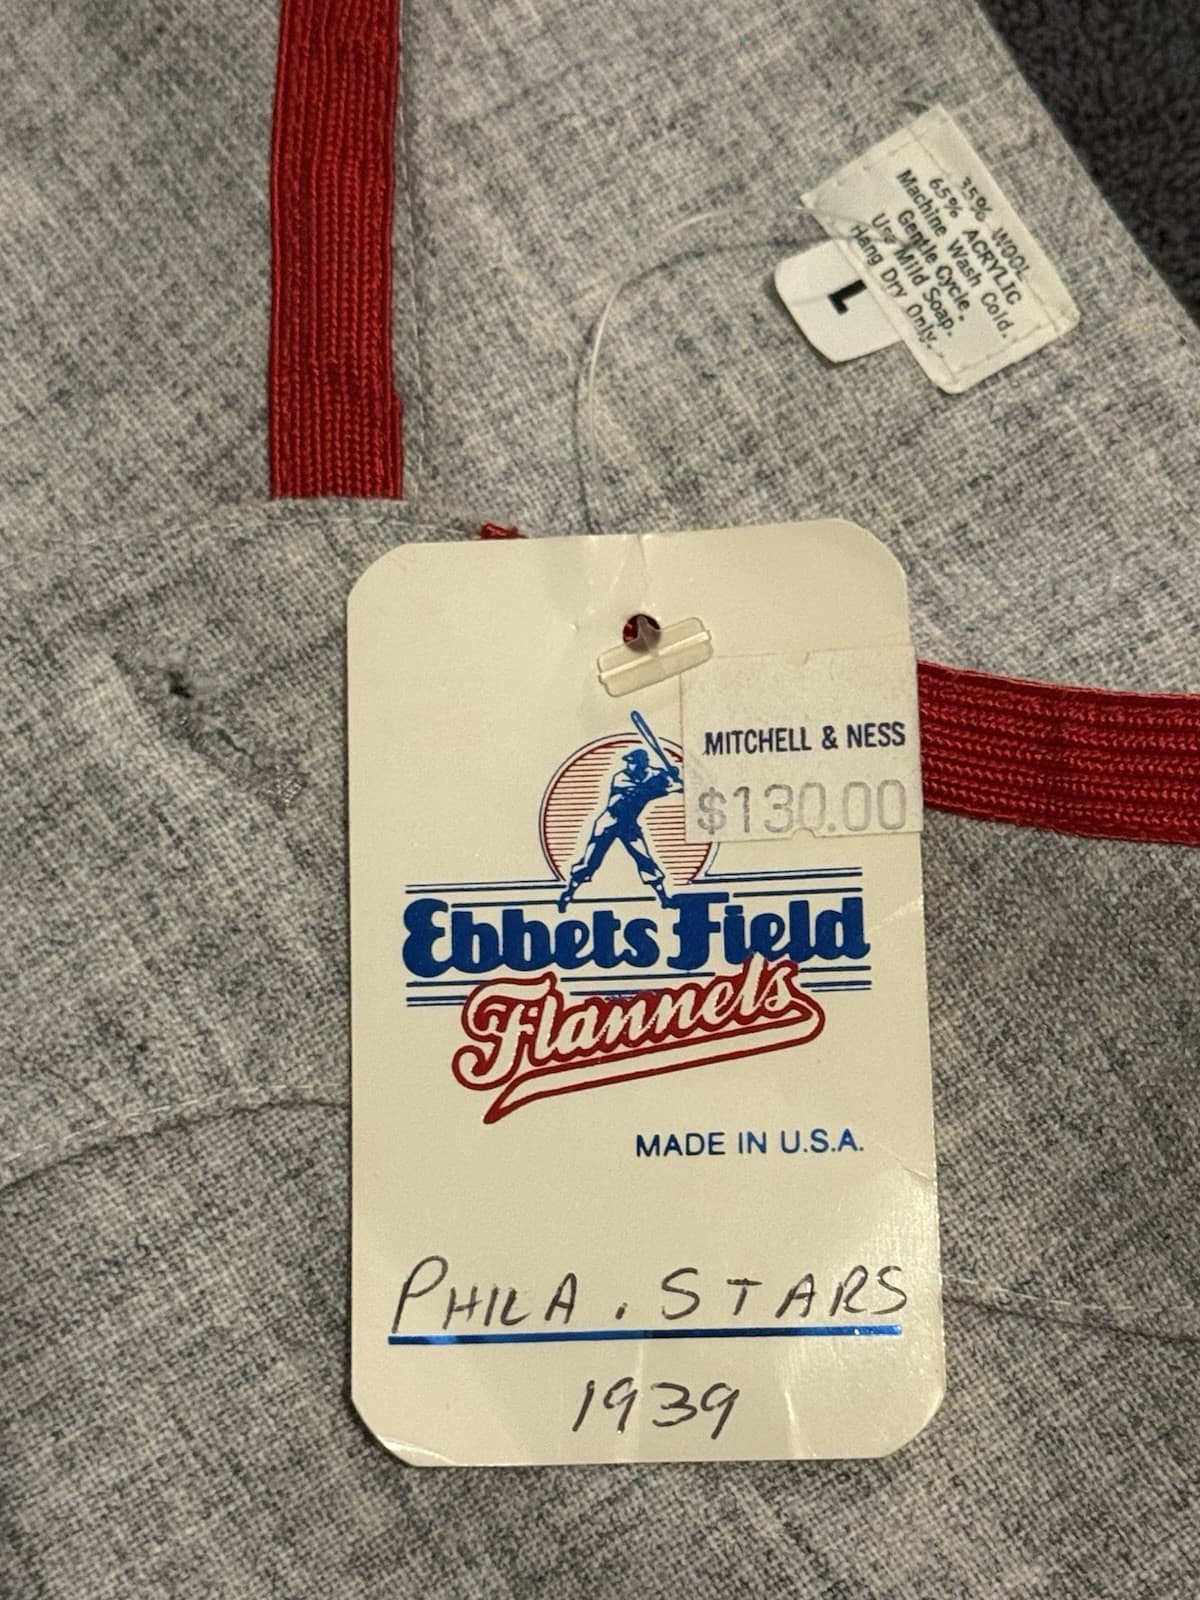 35% WOOL
65% ACRYLIC
Machine Wash Cold.
Gentle Cycle.
Use Mild Soap.
Hang Dry Only.
L
MITCHELL & NESS
$130.00
Ebbets Field
Flannels
MADE IN U.S.A.
PHILA. STARS
1939